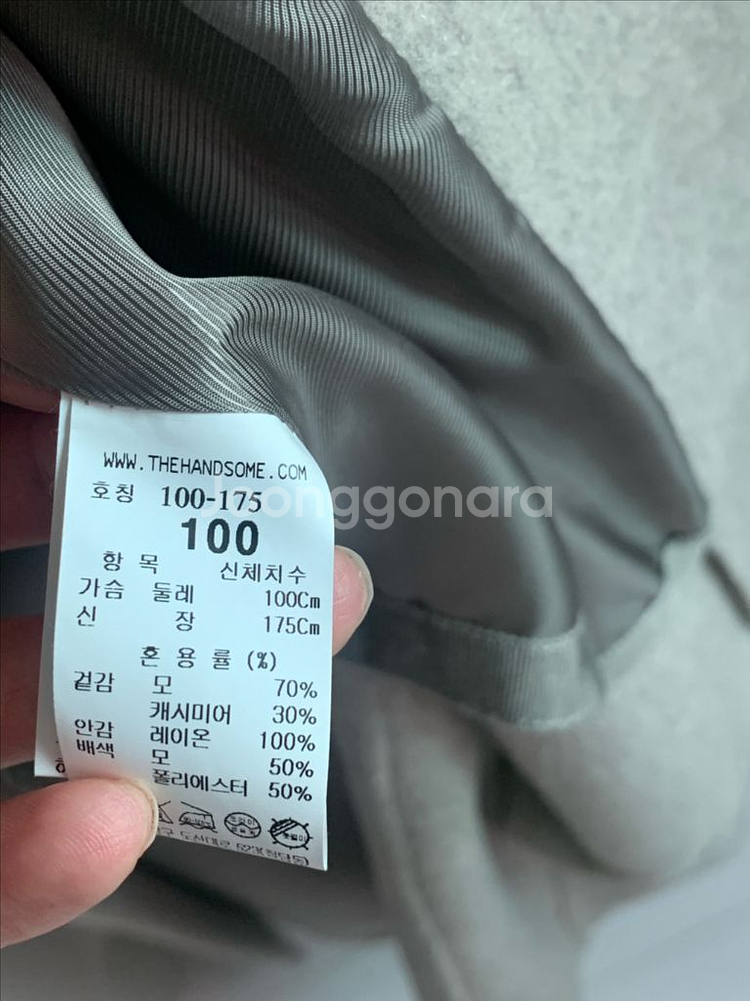 WWW.THEHANDSOME.COM
호칭 100-175
100
항 목 신체치수
가슴 둘레 100Cm
신 장 175Cm
혼 용 률 (%)
겉감 모 70%
캐시미어 30%
안감 레이온 100%
배색 모 50%
폴리에스터 50%
Joonggonara